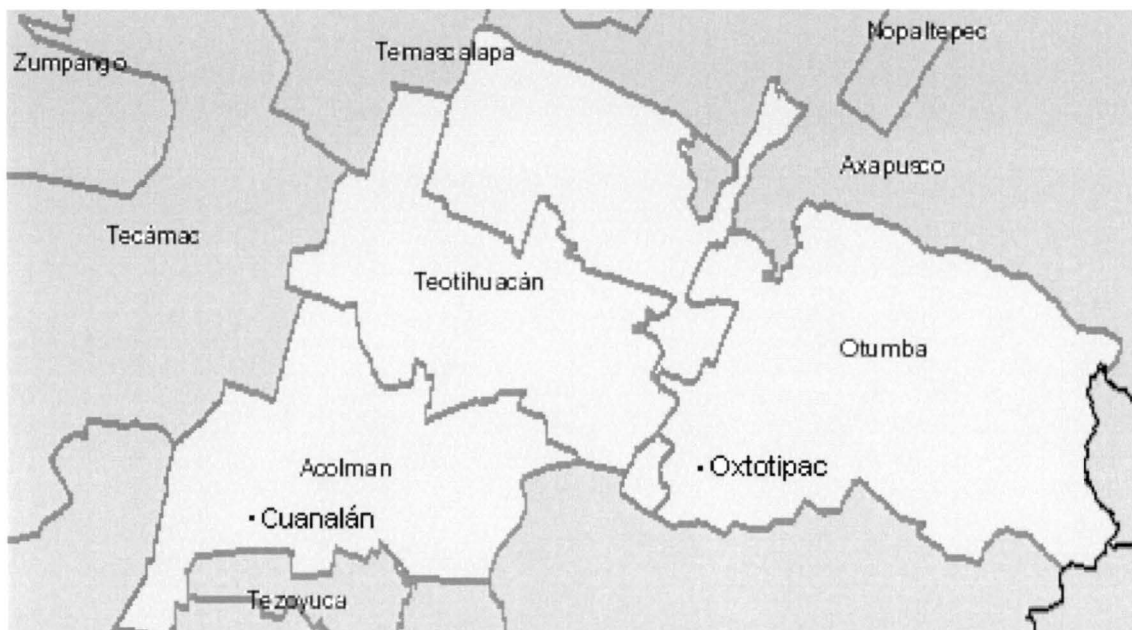 Nopaltepec
Temascalapa
Zumpango
Axapusco
Tecámac
Teotihuacán
Otumba
Acolman
Oxtotipac
Cuanalán
Tezoyuca